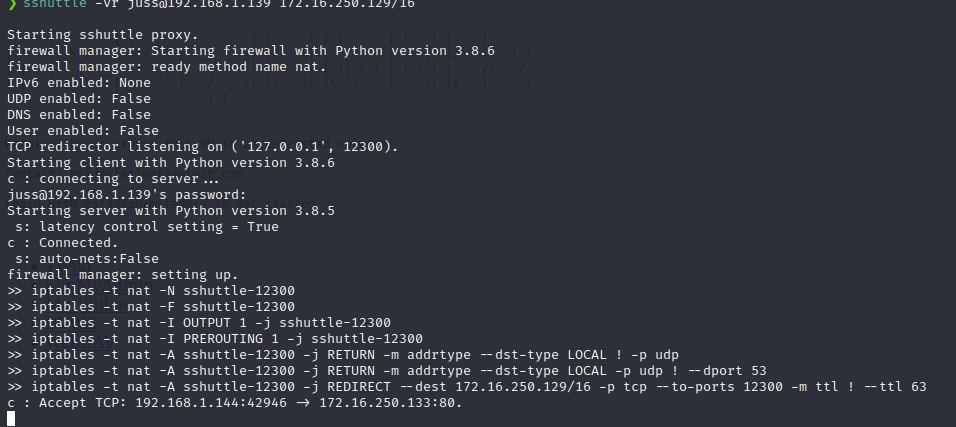 ❯ sshuttle -vr juss@192.168.1.139 172.16.250.129/16
Starting sshuttle proxy.
firewall manager: Starting firewall with Python version 3.8.6
firewall manager: ready method name nat.
IPv6 enabled: None
UDP enabled: False
DNS enabled: False
User enabled: False
TCP redirector listening on ('127.0.0.1', 12300).
Starting client with Python version 3.8.6
c : connecting to server...
juss@192.168.1.139's password:
Starting server with Python version 3.8.5
 s: latency control setting = True
c : Connected.
 s: auto-nets:False
firewall manager: setting up.
>> iptables -t nat -N sshuttle-12300
>> iptables -t nat -F sshuttle-12300
>> iptables -t nat -I OUTPUT 1 -j sshuttle-12300
>> iptables -t nat -I PREROUTING 1 -j sshuttle-12300
>> iptables -t nat -A sshuttle-12300 -j RETURN -m addrtype --dst-type LOCAL ! -p udp
>> iptables -t nat -A sshuttle-12300 -j RETURN -m addrtype --dst-type LOCAL -p udp ! --dport 53
>> iptables -t nat -A sshuttle-12300 -j REDIRECT --dest 172.16.250.129/16 -p tcp --to-ports 12300 -m ttl ! --ttl 63
c : Accept TCP: 192.168.1.144:42946 -> 172.16.250.133:80.